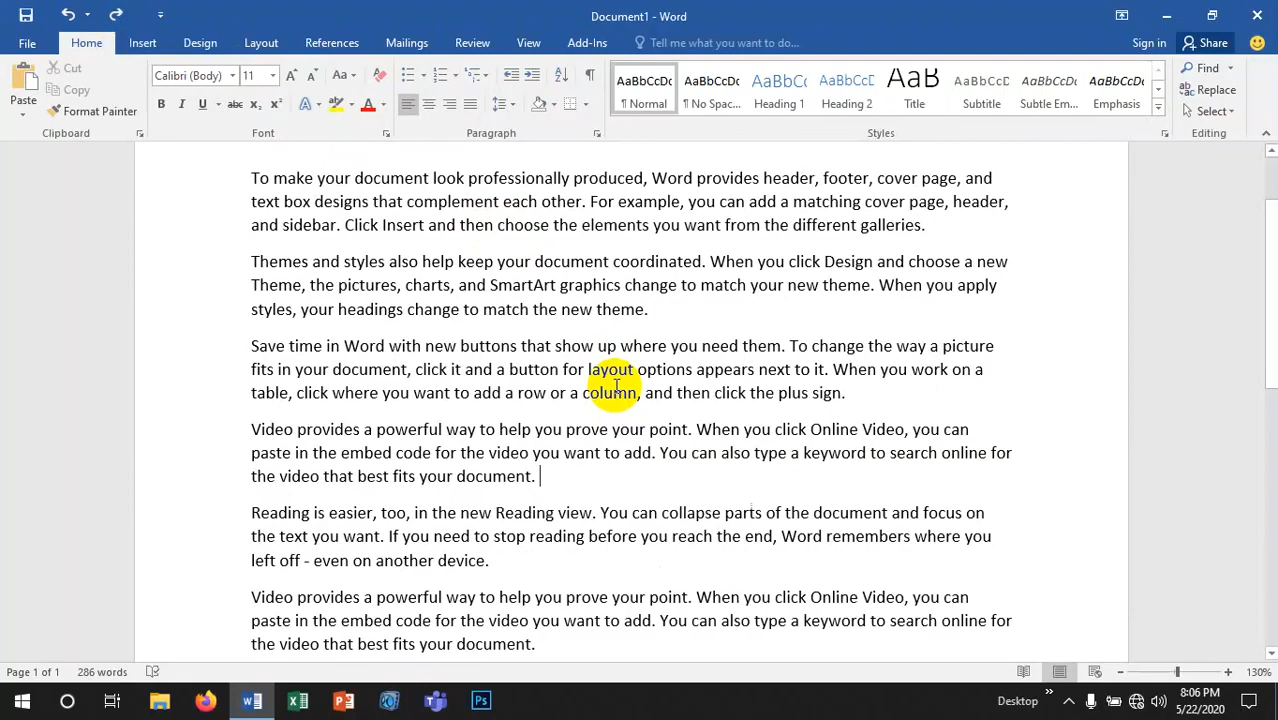 Document1 - Word
File Home Insert Design Layout References Mailings Review View Add-Ins Tell me what you want to do... Sign in Share
Paste Cut Copy Format Painter
Calibri (Body) 11 Aa
B I U abc x₂ x² A A
AaBbCcDc AaBbCcDc AaBbCc AaBbCcD AaB AaBbCcD AaBbCcDc AaBbCcDc
¶ Normal ¶ No Spac... Heading 1 Heading 2 Title Subtitle Subtle Em... Emphasis
Find Replace Select
Clipboard Font Paragraph Styles Editing
To make your document look professionally produced, Word provides header, footer, cover page, and
text box designs that complement each other. For example, you can add a matching cover page, header,
and sidebar. Click Insert and then choose the elements you want from the different galleries.
Themes and styles also help keep your document coordinated. When you click Design and choose a new
Theme, the pictures, charts, and SmartArt graphics change to match your new theme. When you apply
styles, your headings change to match the new theme.
Save time in Word with new buttons that show up where you need them. To change the way a picture
fits in your document, click it and a button for layout options appears next to it. When you work on a
table, click where you want to add a row or a column, and then click the plus sign.
Video provides a powerful way to help you prove your point. When you click Online Video, you can
paste in the embed code for the video you want to add. You can also type a keyword to search online for
the video that best fits your document.
Reading is easier, too, in the new Reading view. You can collapse parts of the document and focus on
the text you want. If you need to stop reading before you reach the end, Word remembers where you
left off - even on another device.
Video provides a powerful way to help you prove your point. When you click Online Video, you can
paste in the embed code for the video you want to add. You can also type a keyword to search online for
the video that best fits your document.
Page 1 of 1 286 words 130%
Desktop 8:06 PM
5/22/2020